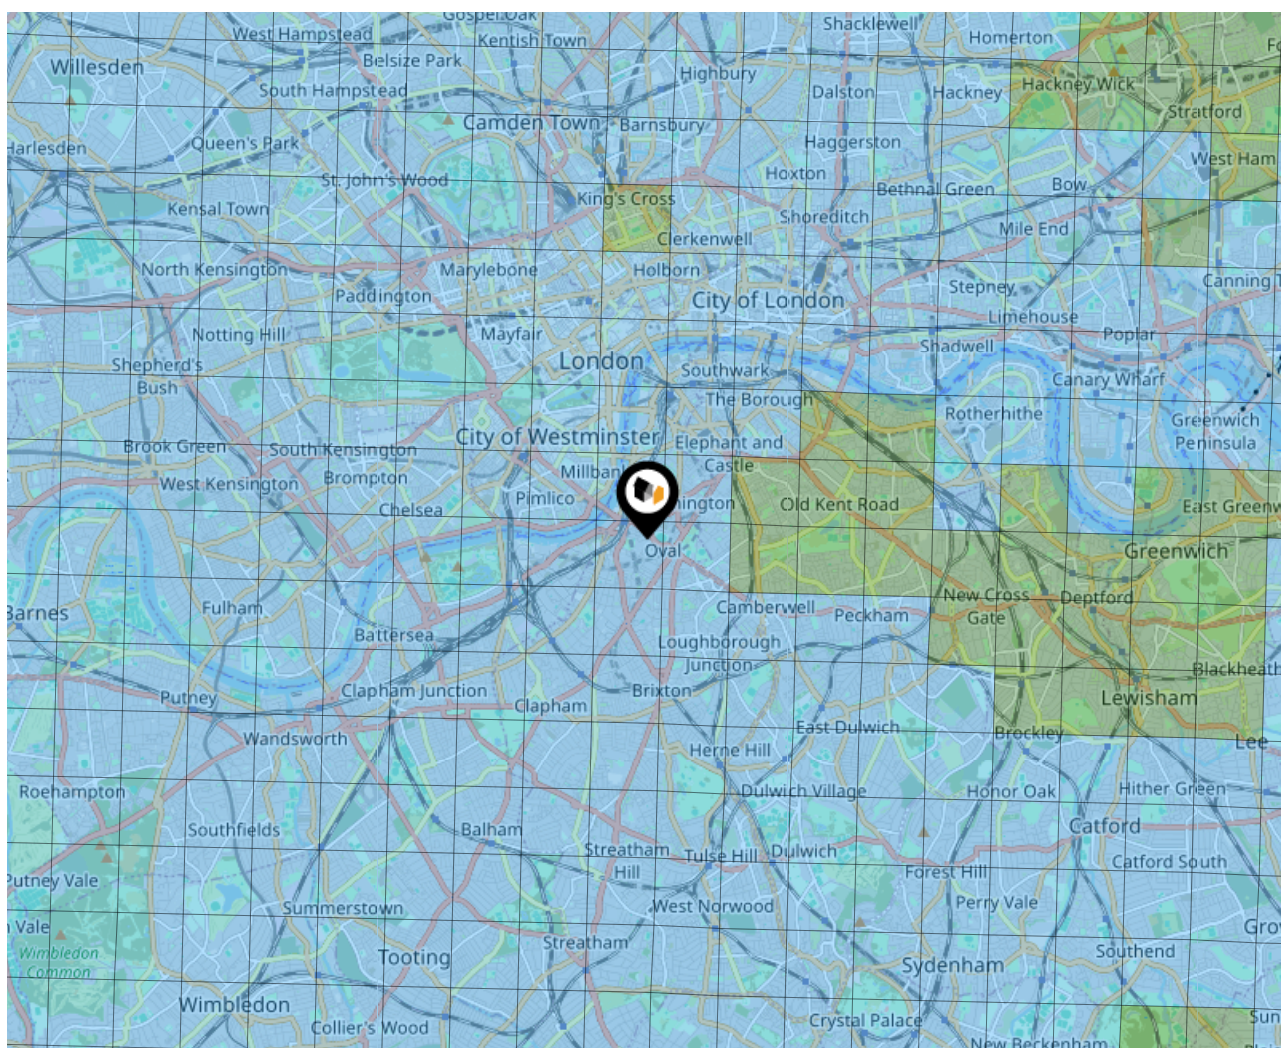 Gospel Oak
Shacklewell
West Hampstead
Kentish Town
Homerton
Willesden
Belsize Park
Highbury
South Hampstead
Dalston
Hackney
Hackney Wick
Stratford
Camden Town
Barnsbury
Harlesden
Queen's Park
Haggerston
West Ham
St. John's Wood
Hoxton
Bethnal Green
Bow
Kensal Town
King's Cross
Shoreditch
Mile End
Clerkenwell
North Kensington
Marylebone
Holborn
Canning
Paddington
City of London
Stepney
Notting Hill
Mayfair
Limehouse
Poplar
Shadwell
Shepherd's
Bush
London
Southwark
Canary Wharf
The Borough
Rotherhithe
Greenwich
Peninsula
Brook Green
South Kensington
City of Westminster
Elephant and
Castle
West Kensington
Brompton
Millban
Pimlico
nington
Old Kent Road
East Greenw
Chelsea
Oval
Greenwich
Barnes
Fulham
Camberwell
Peckham
New Cross
Gate
Deptford
Battersea
Loughborough
Junction
Blackheath
Putney
Clapham Junction
Clapham
Brixton
Lewisham
Wandsworth
Herne Hill
East Dulwich
Brockley
Lee
Roehampton
Dulwich Village
Honor Oak
Hither Green
Southfields
Balham
Streatham
Hill
Tulse Hill
Dulwich
Catford
Catford South
Putney Vale
Forest Hill
Summerstown
West Norwood
Perry Vale
n Vale
Grov
Wimbledon
Common
Tooting
Streatham
Southend
Sydenham
Wimbledon
Collier's Wood
Crystal Palace
Sun
New Beckenham